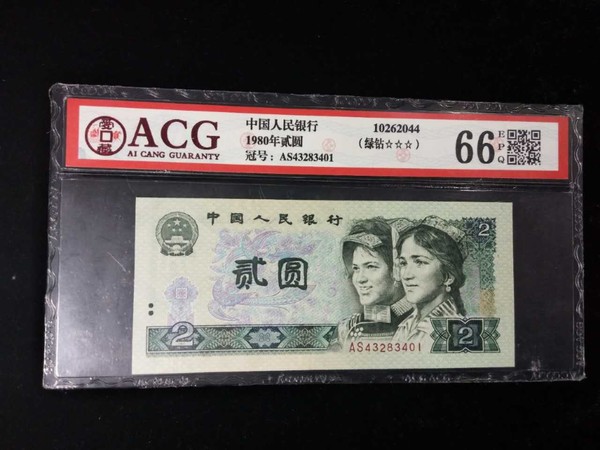 ACG
AI CANG GUARANTY
中国人民银行
1980年贰圆
冠号：AS43283401
10262044
（绿钻☆☆☆）
66
EPQ
中国人民银行
贰圆
2
2
2
AS43283401